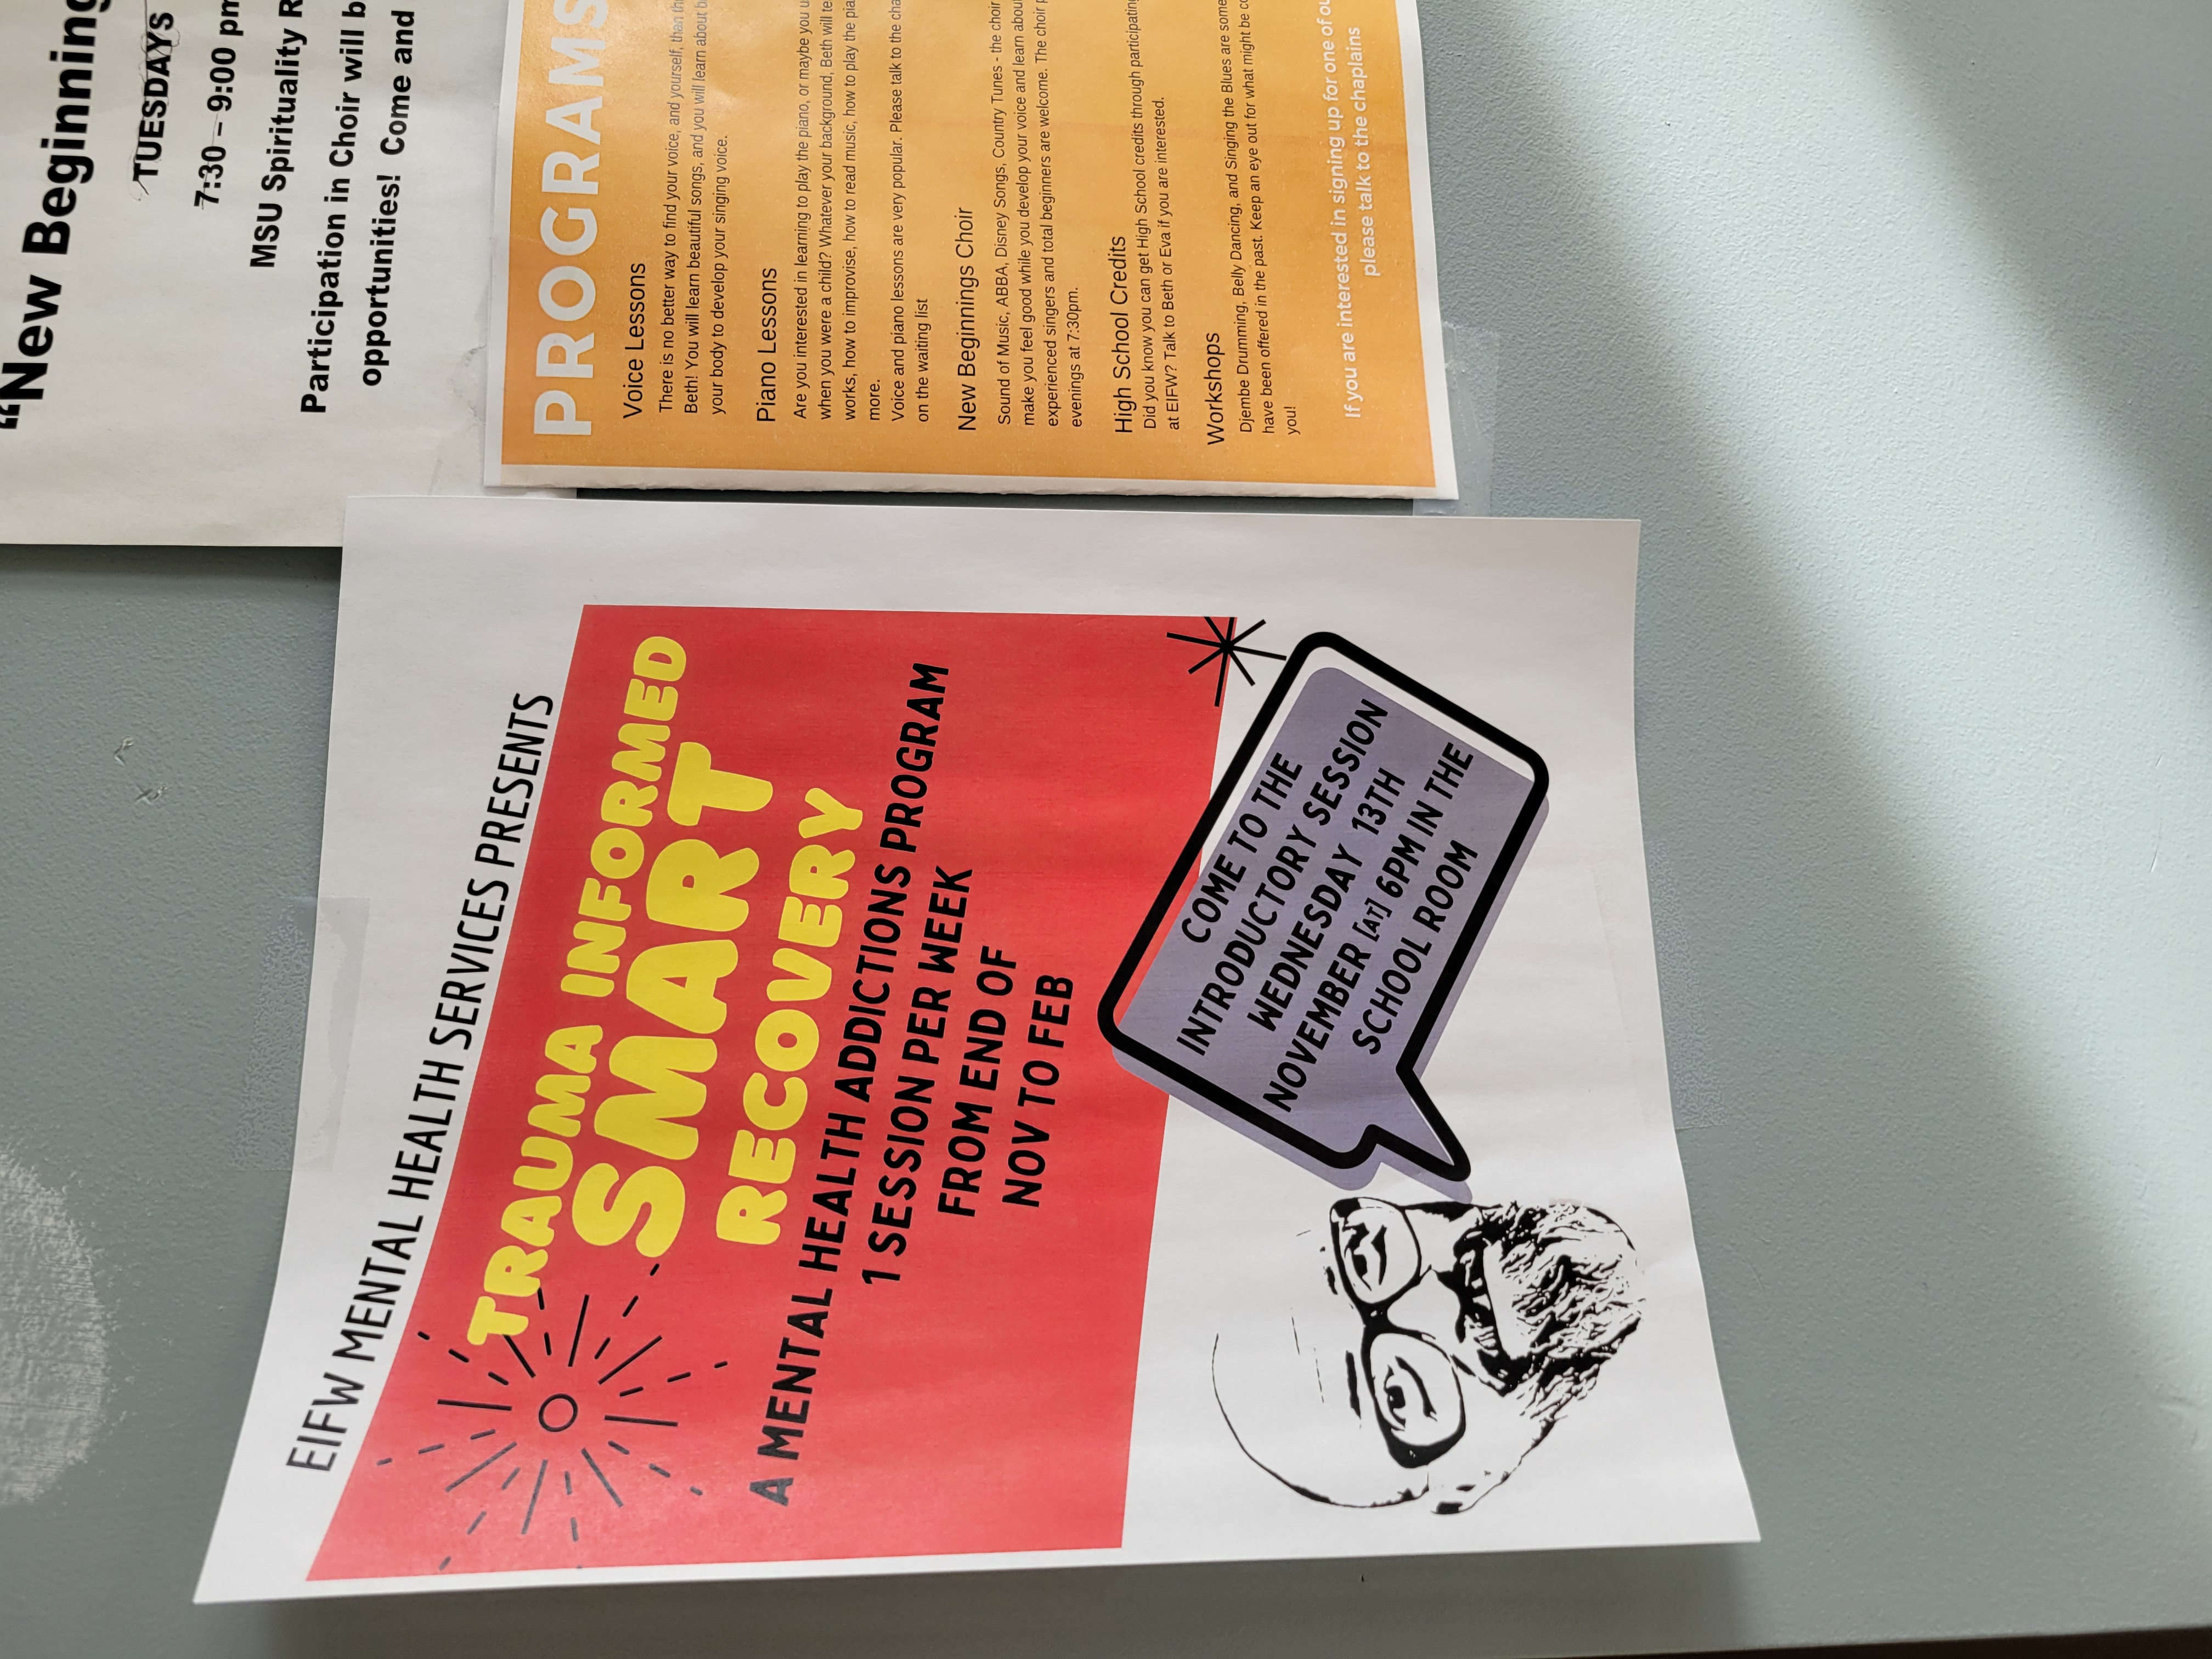 EIFW MENTAL HEALTH SERVICES PRESENTS
TRAUMA INFORMED
SMART
RECOVERY
A MENTAL HEALTH ADDICTIONS PROGRAM
1 SESSION PER WEEK
FROM END OF
NOV TO FEB
COME TO THE
INTRODUCTORY SESSION
WEDNESDAY 13TH
NOVEMBER [AT] 6PM IN THE
SCHOOL ROOM
"New Beginning
TUESDAYS
7:30 – 9:00 pm
MSU Spirituality R
Participation in Choir will b
opportunities! Come and
PROGRAMS
Voice Lessons
There is no better way to find your voice, and yourself, than
Beth! You will learn beautiful songs, and you will learn about
your body to develop your singing voice.
Piano Lessons
Are you interested in learning to play the piano, or maybe you
when you were a child? Whatever your background, Beth will
works, how to improvise, how to read music, how to play the
more.
Voice and piano lessons are very popular. Please talk to the
on the waiting list
New Beginnings Choir
Sound of Music, ABBA, Disney Songs, Country Tunes - the choir
make you feel good while you develop your voice and learn
experienced singers and total beginners are welcome. The choir
evenings at 7:30pm.
High School Credits
Did you know you can get High School credits through participating
at EIFW? Talk to Beth or Eva if you are interested.
Workshops
Djembe Drumming, Belly Dancing, and Singing the Blues are some
have been offered in the past. Keep an eye out for what might be
you!
If you are interested in signing up for one of
please talk to the chaplains